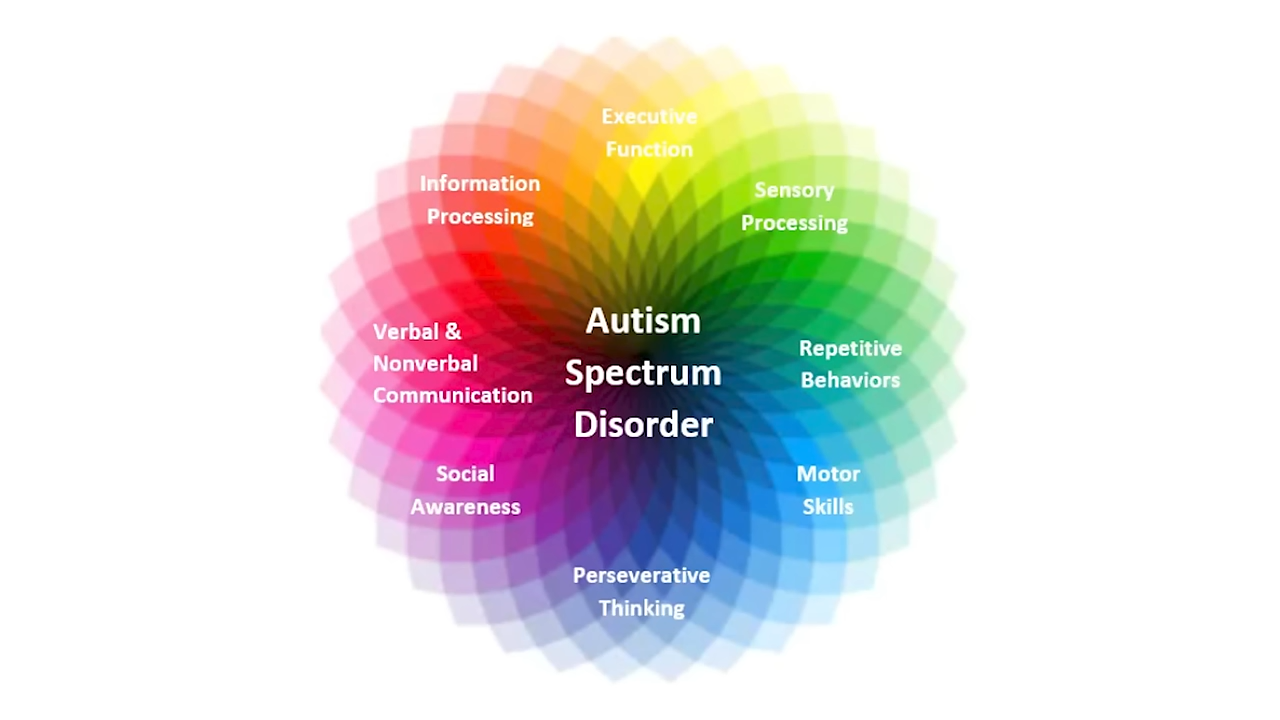 Executive
Function
Information
Processing
Sensory
Processing
Autism
Spectrum
Disorder
Verbal &
Nonverbal
Communication
Repetitive
Behaviors
Social
Awareness
Motor
Skills
Perseverative
Thinking